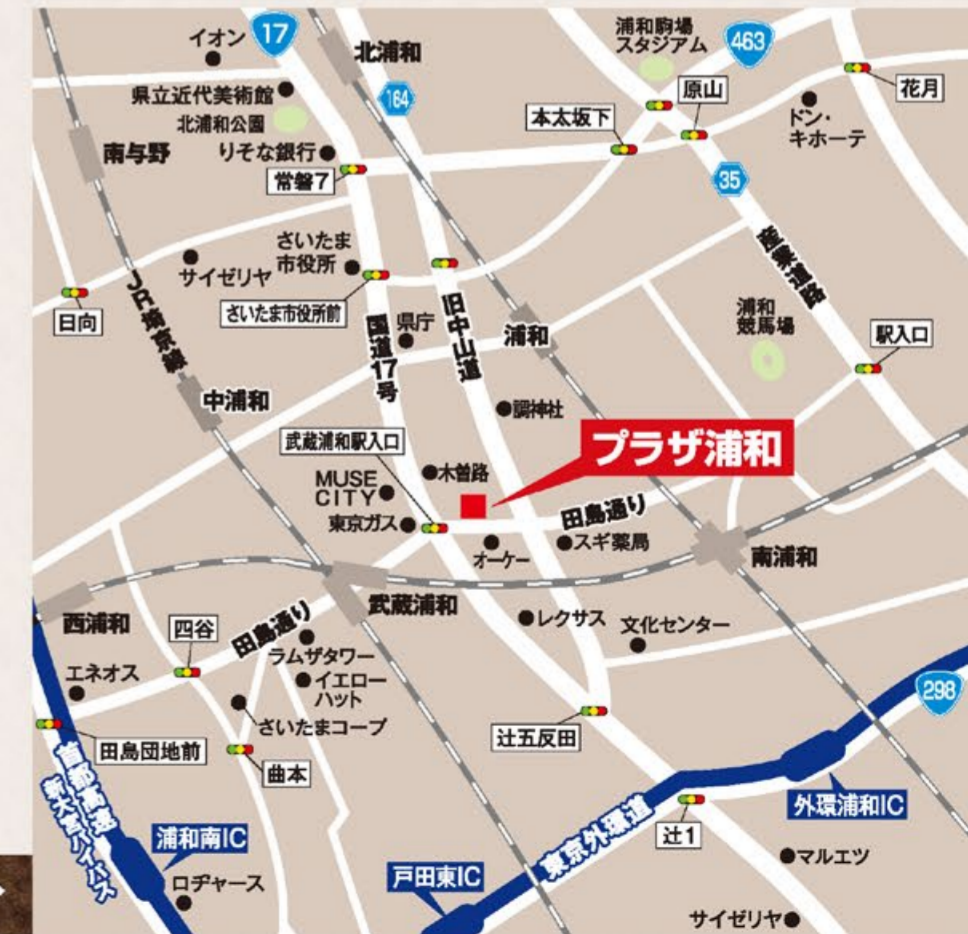 17
イオン
北浦和
浦和駒場
スタジアム
463
県立近代美術館
164
原山
花月
北浦和公園
本太坂下
ドン・
キホーテ
南与野
りそな銀行
常盤7
35
さいたま
市役所
サイゼリヤ
産業道路
日向
さいたま市役所前
JR埼京線
国道17号
県庁
旧中山道
浦和
浦和
競馬場
駅入口
中浦和
調神社
武蔵浦和駅入口
プラザ浦和
木曽路
MUSE
CITY
東京ガス
田島通り
オーケー
スギ薬局
南浦和
西浦和
武蔵浦和
四谷
田島通り
レクサス
文化センター
エネオス
ラムザタワー
イエロー
ハット
298
さいたまコープ
田島団地前
辻五反田
曲本
首都高速
新大宮バイパス
外環浦和IC
浦和南IC
東京外環道
辻1
戸田東IC
マルエツ
ロヂャース
サイゼリヤ